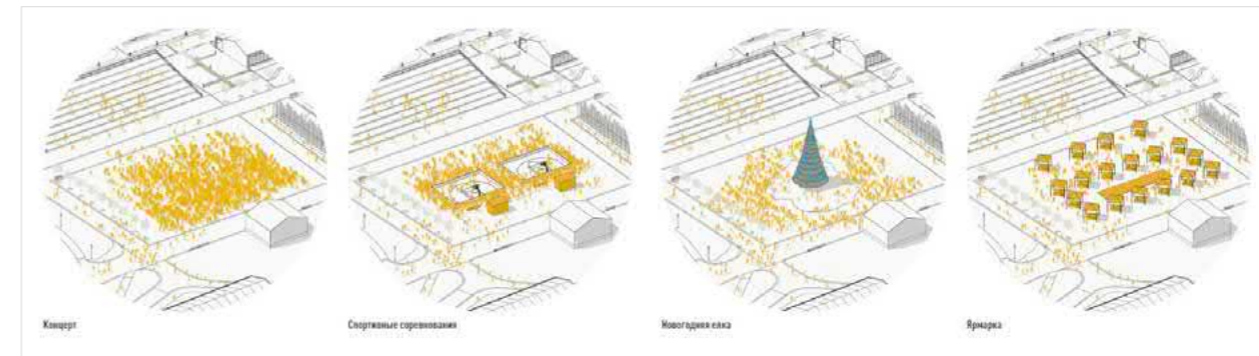 Концерт
Спортивные соревнования
Новогодняя елка
Ярмарка